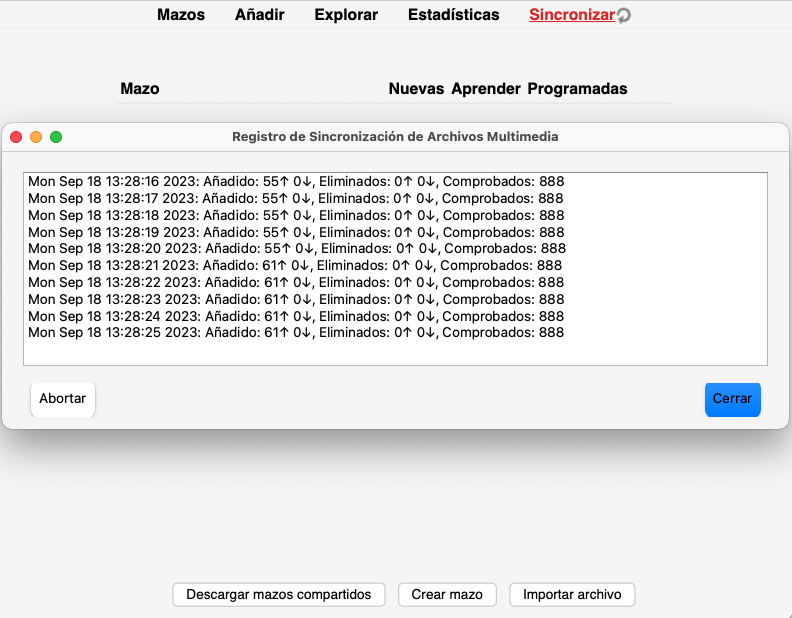 Mazos Añadir Explorar Estadísticas Sincronizar
Mazo Nuevas Aprender Programadas
Registro de Sincronización de Archivos Multimedia
Mon Sep 18 13:28:16 2023: Añadido: 55↑ 0↓, Eliminados: 0↑ 0↓, Comprobados: 888
Mon Sep 18 13:28:17 2023: Añadido: 55↑ 0↓, Eliminados: 0↑ 0↓, Comprobados: 888
Mon Sep 18 13:28:18 2023: Añadido: 55↑ 0↓, Eliminados: 0↑ 0↓, Comprobados: 888
Mon Sep 18 13:28:19 2023: Añadido: 55↑ 0↓, Eliminados: 0↑ 0↓, Comprobados: 888
Mon Sep 18 13:28:20 2023: Añadido: 55↑ 0↓, Eliminados: 0↑ 0↓, Comprobados: 888
Mon Sep 18 13:28:21 2023: Añadido: 61↑ 0↓, Eliminados: 0↑ 0↓, Comprobados: 888
Mon Sep 18 13:28:22 2023: Añadido: 61↑ 0↓, Eliminados: 0↑ 0↓, Comprobados: 888
Mon Sep 18 13:28:23 2023: Añadido: 61↑ 0↓, Eliminados: 0↑ 0↓, Comprobados: 888
Mon Sep 18 13:28:24 2023: Añadido: 61↑ 0↓, Eliminados: 0↑ 0↓, Comprobados: 888
Mon Sep 18 13:28:25 2023: Añadido: 61↑ 0↓, Eliminados: 0↑ 0↓, Comprobados: 888
Abortar Cerrar
Descargar mazos compartidos Crear mazo Importar archivo